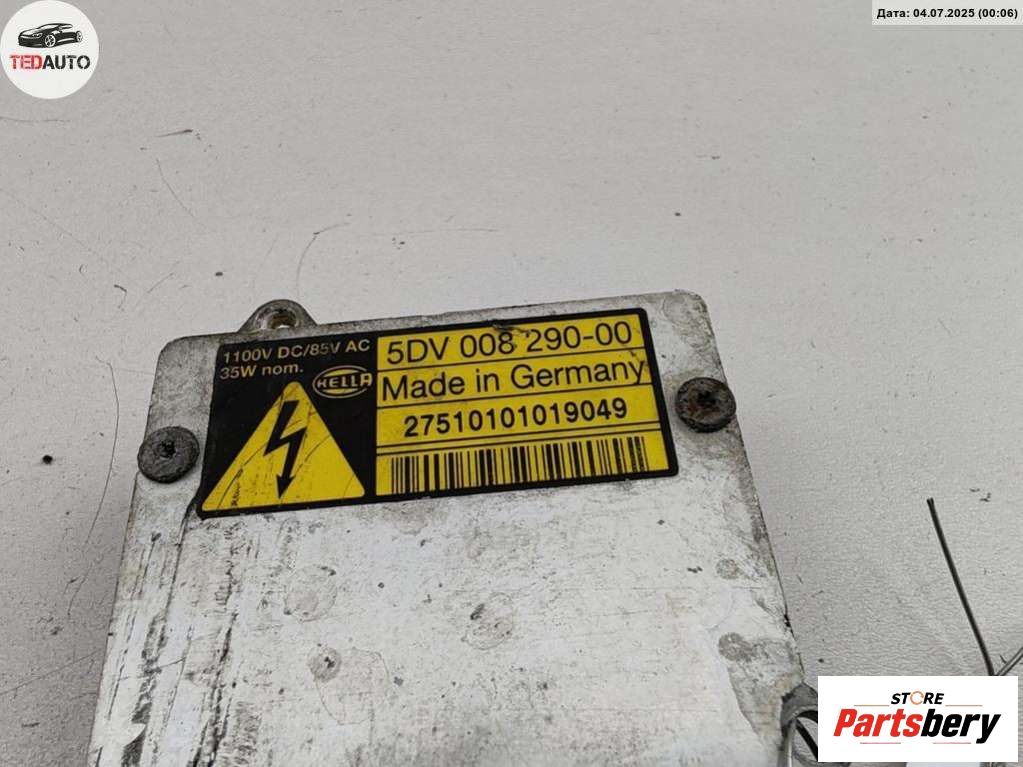 TEDAUTO
Дата: 04.07.2025 (00:06)
1100V DC/85V AC
35W nom.
HELLA
5DV 008 290-00
Made in Germany
27510101019049
STORE
Partsbery